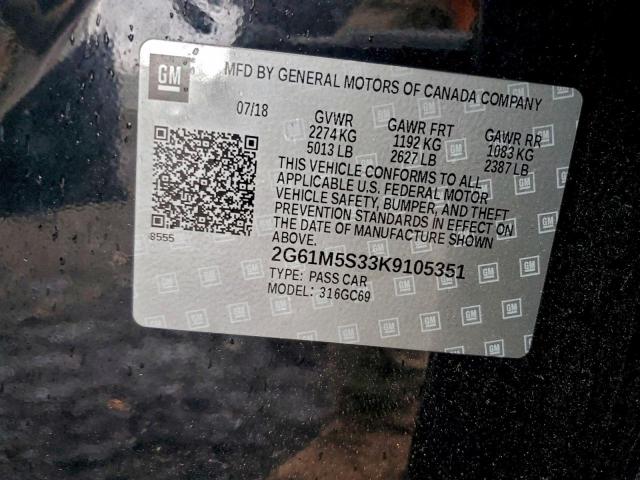 GM
MFD BY GENERAL MOTORS OF CANADA COMPANY
07/18
GVWR GAWR FRT GAWR RR
2274 KG 1192 KG 1083 KG
5013 LB 2627 LB 2387 LB
THIS VEHICLE CONFORMS TO ALL
APPLICABLE U.S. FEDERAL MOTOR
VEHICLE SAFETY, BUMPER, AND THEFT
PREVENTION STANDARDS IN EFFECT ON
THE DATE OF MANUFACTURE SHOWN
ABOVE.
8555
2G61M5S33K9105351
TYPE: PASS CAR
MODEL: 316GC69